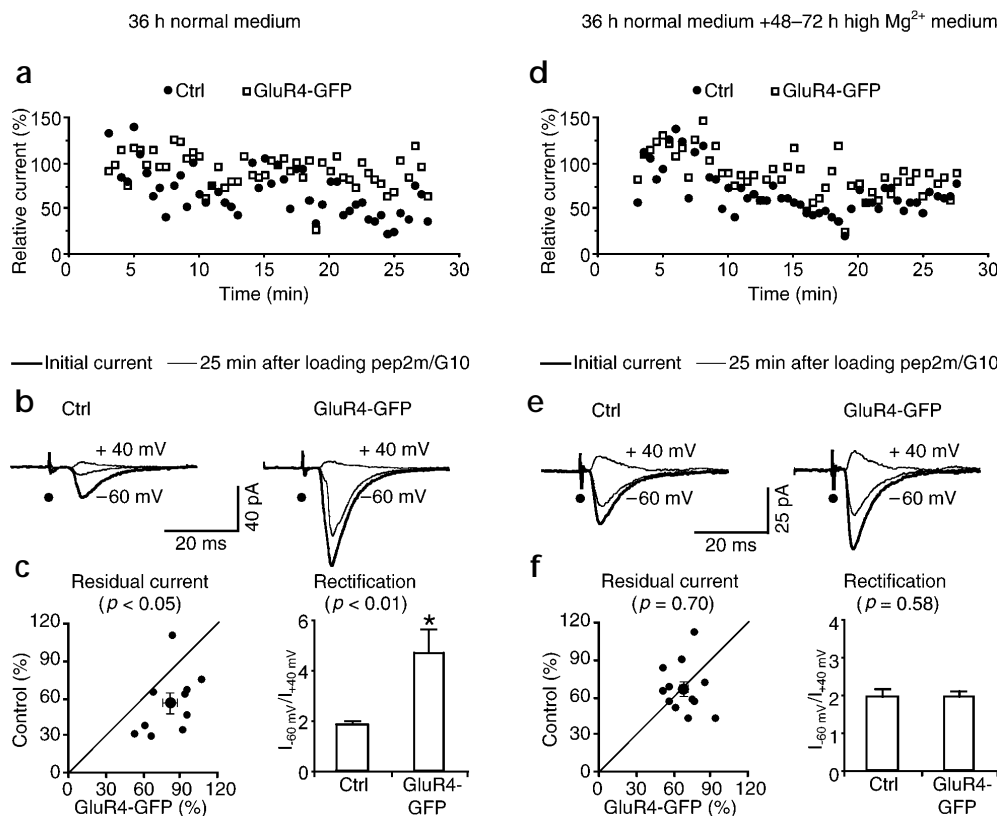 36 h normal medium
a
Ctrl GluR4-GFP
Relative current (%)
150
100
50
0
0 5 10 15 20 25 30
Time (min)
Initial current 25 min after loading pep2m/G10
b
Ctrl GluR4-GFP
+ 40 mV + 40 mV
−60 mV −60 mV
40 pA
20 ms
c
Residual current
(p < 0.05)
Control (%)
120
90
60
30
0
0 30 60 90 120
GluR4-GFP (%)
Rectification
(p < 0.01)
I-60 mV/I+40 mV
6
4
2
0
*
Ctrl GluR4-
GFP
36 h normal medium +48–72 h high Mg2+ medium
d
Ctrl GluR4-GFP
Relative current (%)
150
100
50
0
0 5 10 15 20 25 30
Time (min)
Initial current 25 min after loading pep2m/G10
e
Ctrl GluR4-GFP
+ 40 mV + 40 mV
−60 mV −60 mV
25 pA
20 ms
f
Residual current
(p = 0.70)
Control (%)
120
90
60
30
0
0 30 60 90 120
GluR4-GFP (%)
Rectification
(p = 0.58)
I-60 mV/I+40 mV
4
3
2
1
0
Ctrl GluR4-
GFP